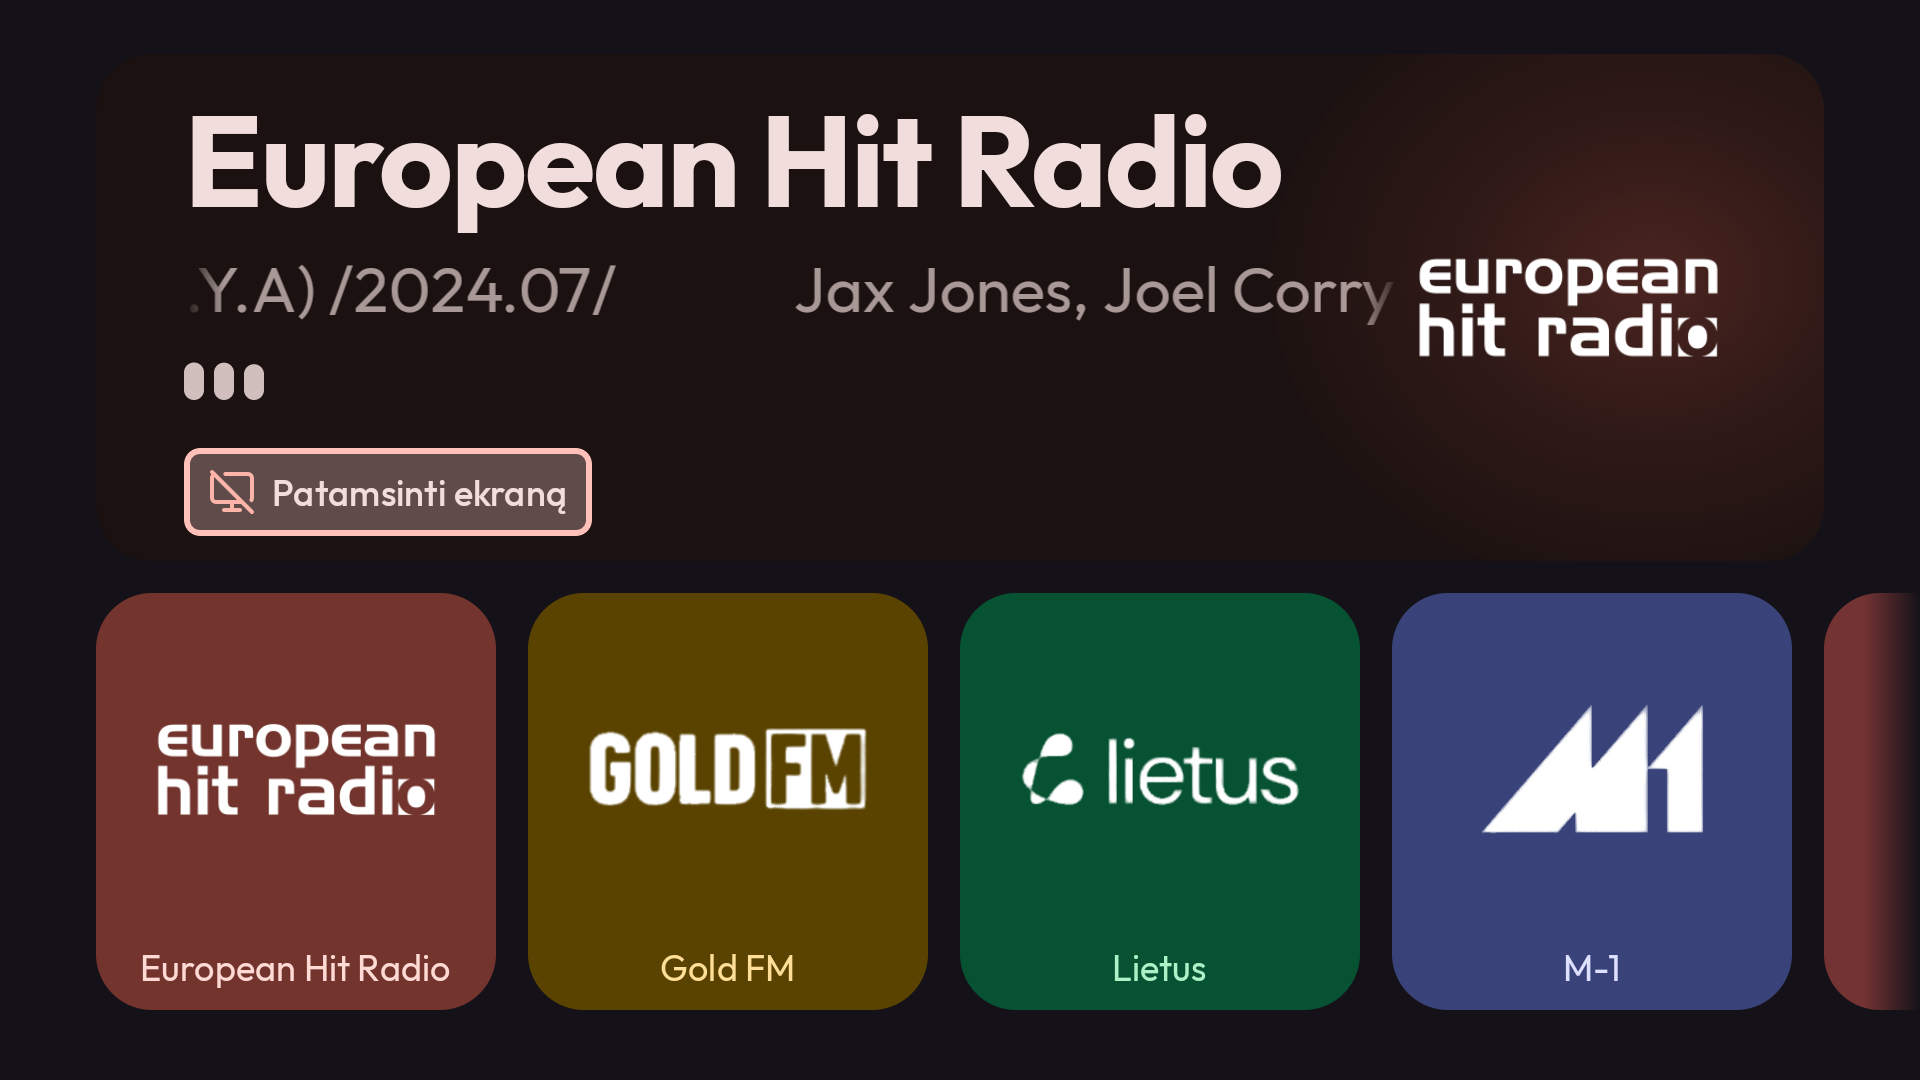 European Hit Radio
.Y.A) /2024.07/ Jax Jones, Joel Corry
european
hit radio
Patamsinti ekraną
european
hit radio
GOLD FM
lietus
M1
European Hit Radio
Gold FM
Lietus
M-1